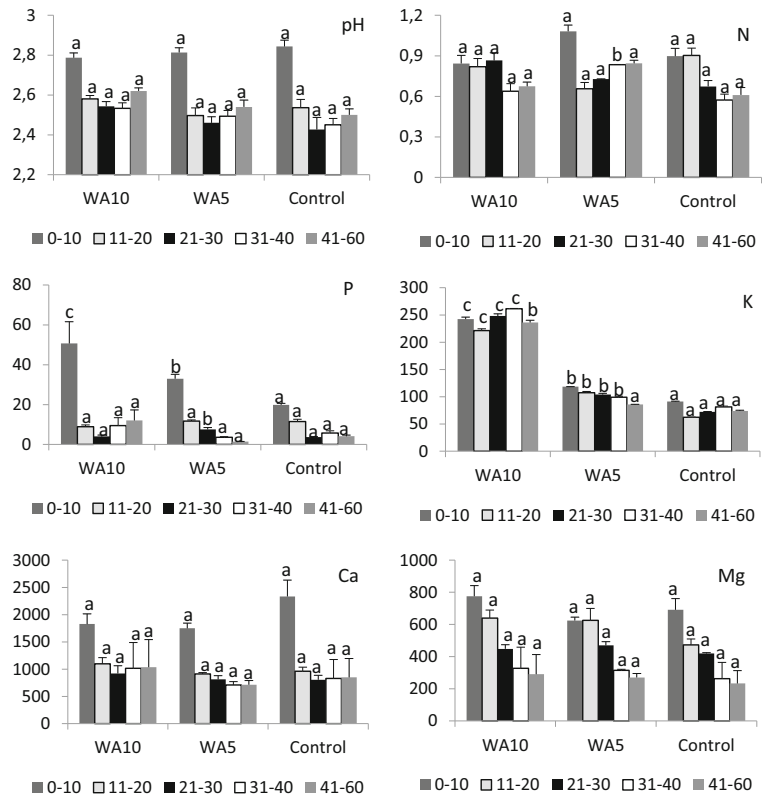 pH
3
2,8
2,6
2,4
2,2
a a a a a a a a a a a a a a a
WA10 WA5 Control
0-10 11-20 21-30 31-40 41-60
N
1,2
0,9
0,6
0,3
0
a a a a a a a a b a a a a a a
WA10 WA5 Control
0-10 11-20 21-30 31-40 41-60
P
60
40
20
0
c a a a a b a b a a a a a a a
WA10 WA5 Control
0-10 11-20 21-30 31-40 41-60
K
300
250
200
150
100
50
0
c c c c b b b b b a a a a a a
WA10 WA5 Control
0-10 11-20 21-30 31-40 41-60
Ca
3000
2500
2000
1500
1000
500
0
a a a a a a a a a a a a a a a
WA10 WA5 Control
0-10 11-20 21-30 31-40 41-60
Mg
1000
800
600
400
200
0
a a a a a a a a a a a a a a a
WA10 WA5 Control
0-10 11-20 21-30 31-40 41-60